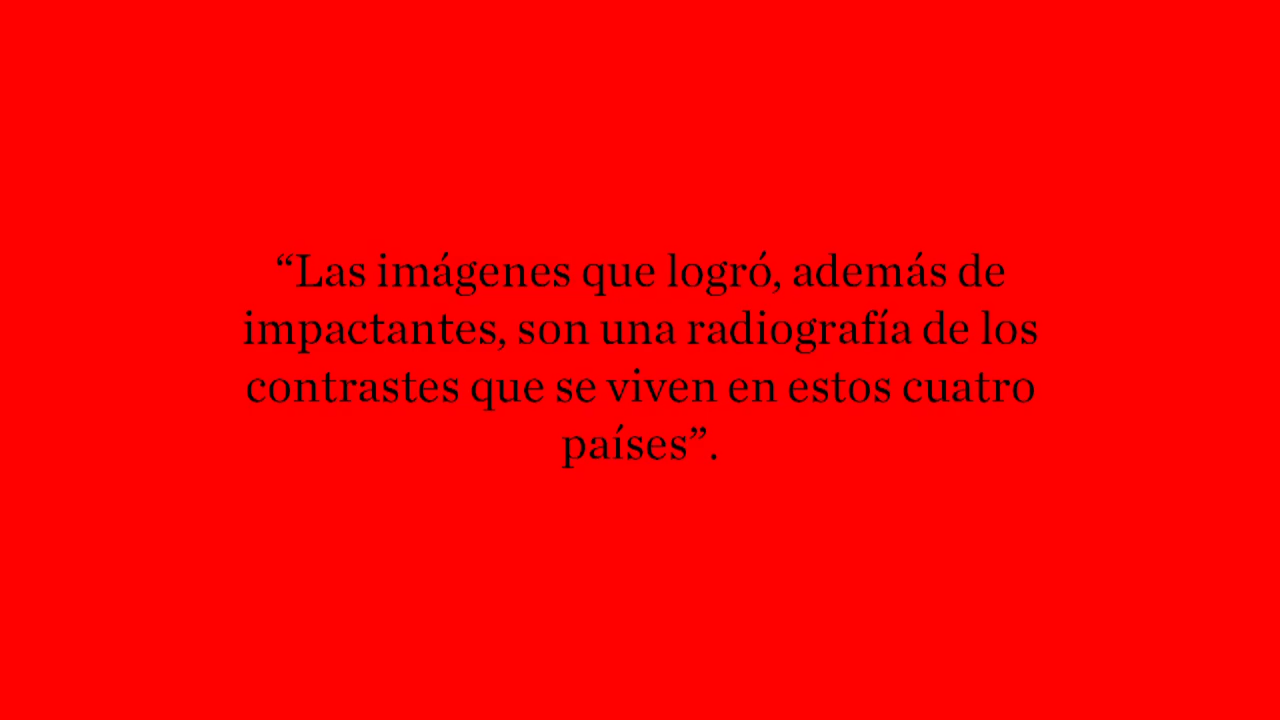 “Las imágenes que logró, además de
impactantes, son una radiografía de los
contrastes que se viven en estos cuatro
países”.